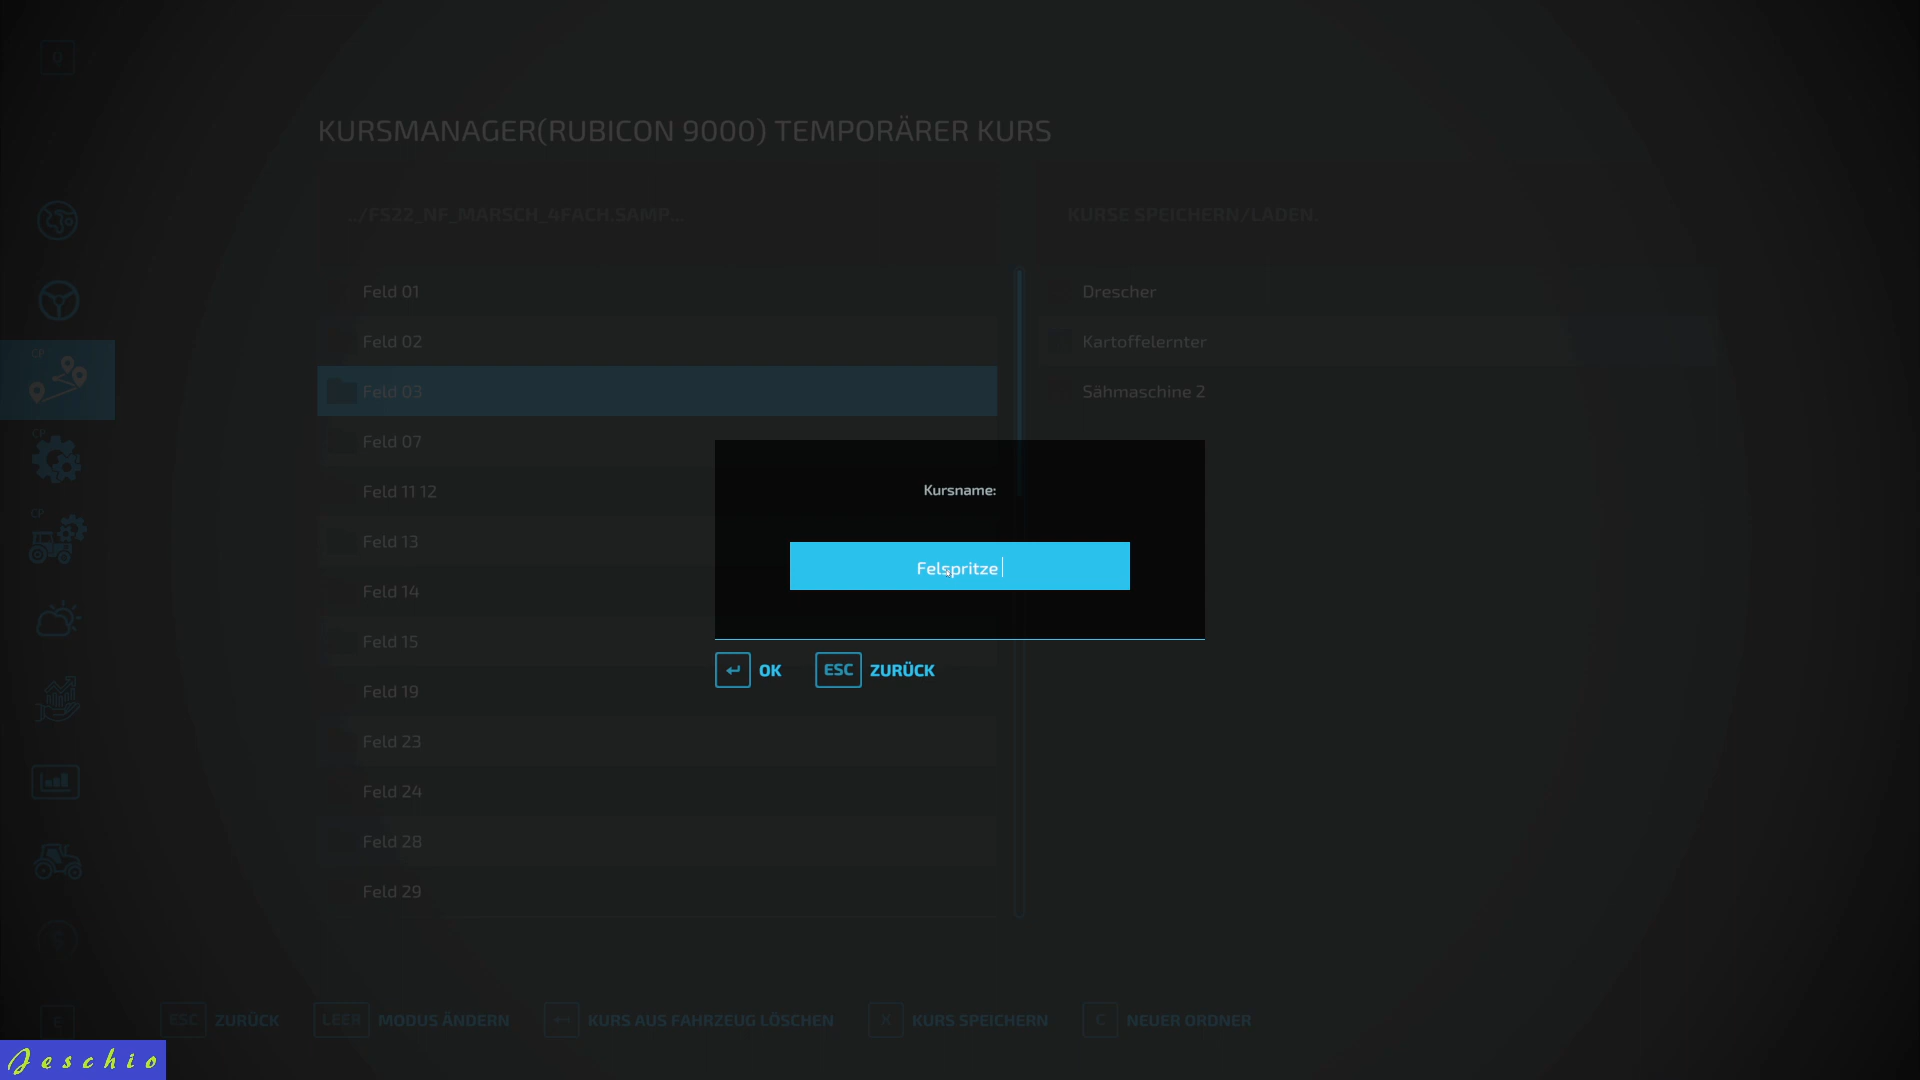 Q
KURSMANAGER(RUBICON 9000) TEMPORÄRER KURS
../FS22_NF_MARSCH_4FACH.SAMP...
KURSE SPEICHERN/LADEN.
Feld 01
Feld 02
Feld 03
Feld 07
Feld 11 12
Feld 13
Feld 14
Feld 15
Feld 19
Feld 23
Feld 24
Feld 28
Feld 29
Drescher
Kartoffelernter
Sähmaschine 2
CP
CP
CP
Kursname:
Felspritze
OK
ESC ZURÜCK
E
ESC ZURÜCK LEER MODUS ÄNDERN KURS AUS FAHRZEUG LÖSCHEN K KURS SPEICHERN C NEUER ORDNER
Jeschio